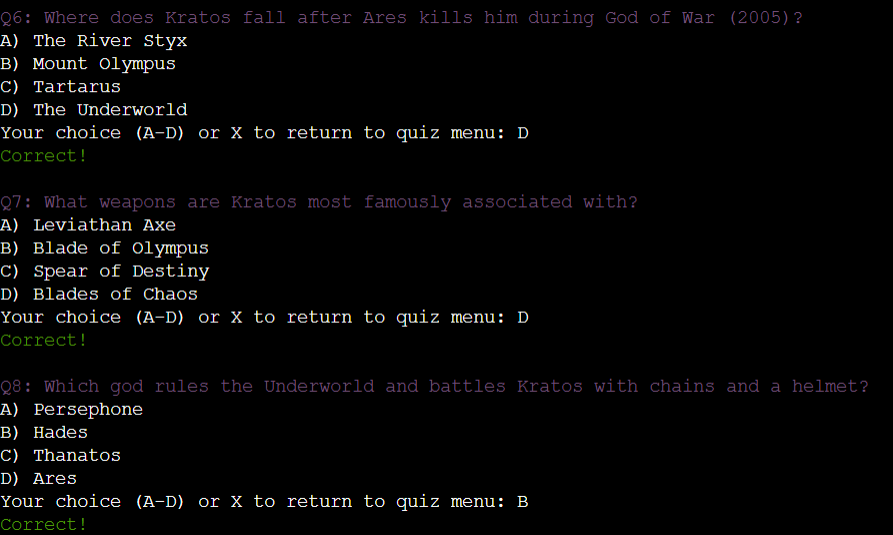 Q6: Where does Kratos fall after Ares kills him during God of War (2005)?
A) The River Styx
B) Mount Olympus
C) Tartarus
D) The Underworld
Your choice (A-D) or X to return to quiz menu: D
Correct!
Q7: What weapons are Kratos most famously associated with?
A) Leviathan Axe
B) Blade of Olympus
C) Spear of Destiny
D) Blades of Chaos
Your choice (A-D) or X to return to quiz menu: D
Correct!
Q8: Which god rules the Underworld and battles Kratos with chains and a helmet?
A) Persephone
B) Hades
C) Thanatos
D) Ares
Your choice (A-D) or X to return to quiz menu: B
Correct!